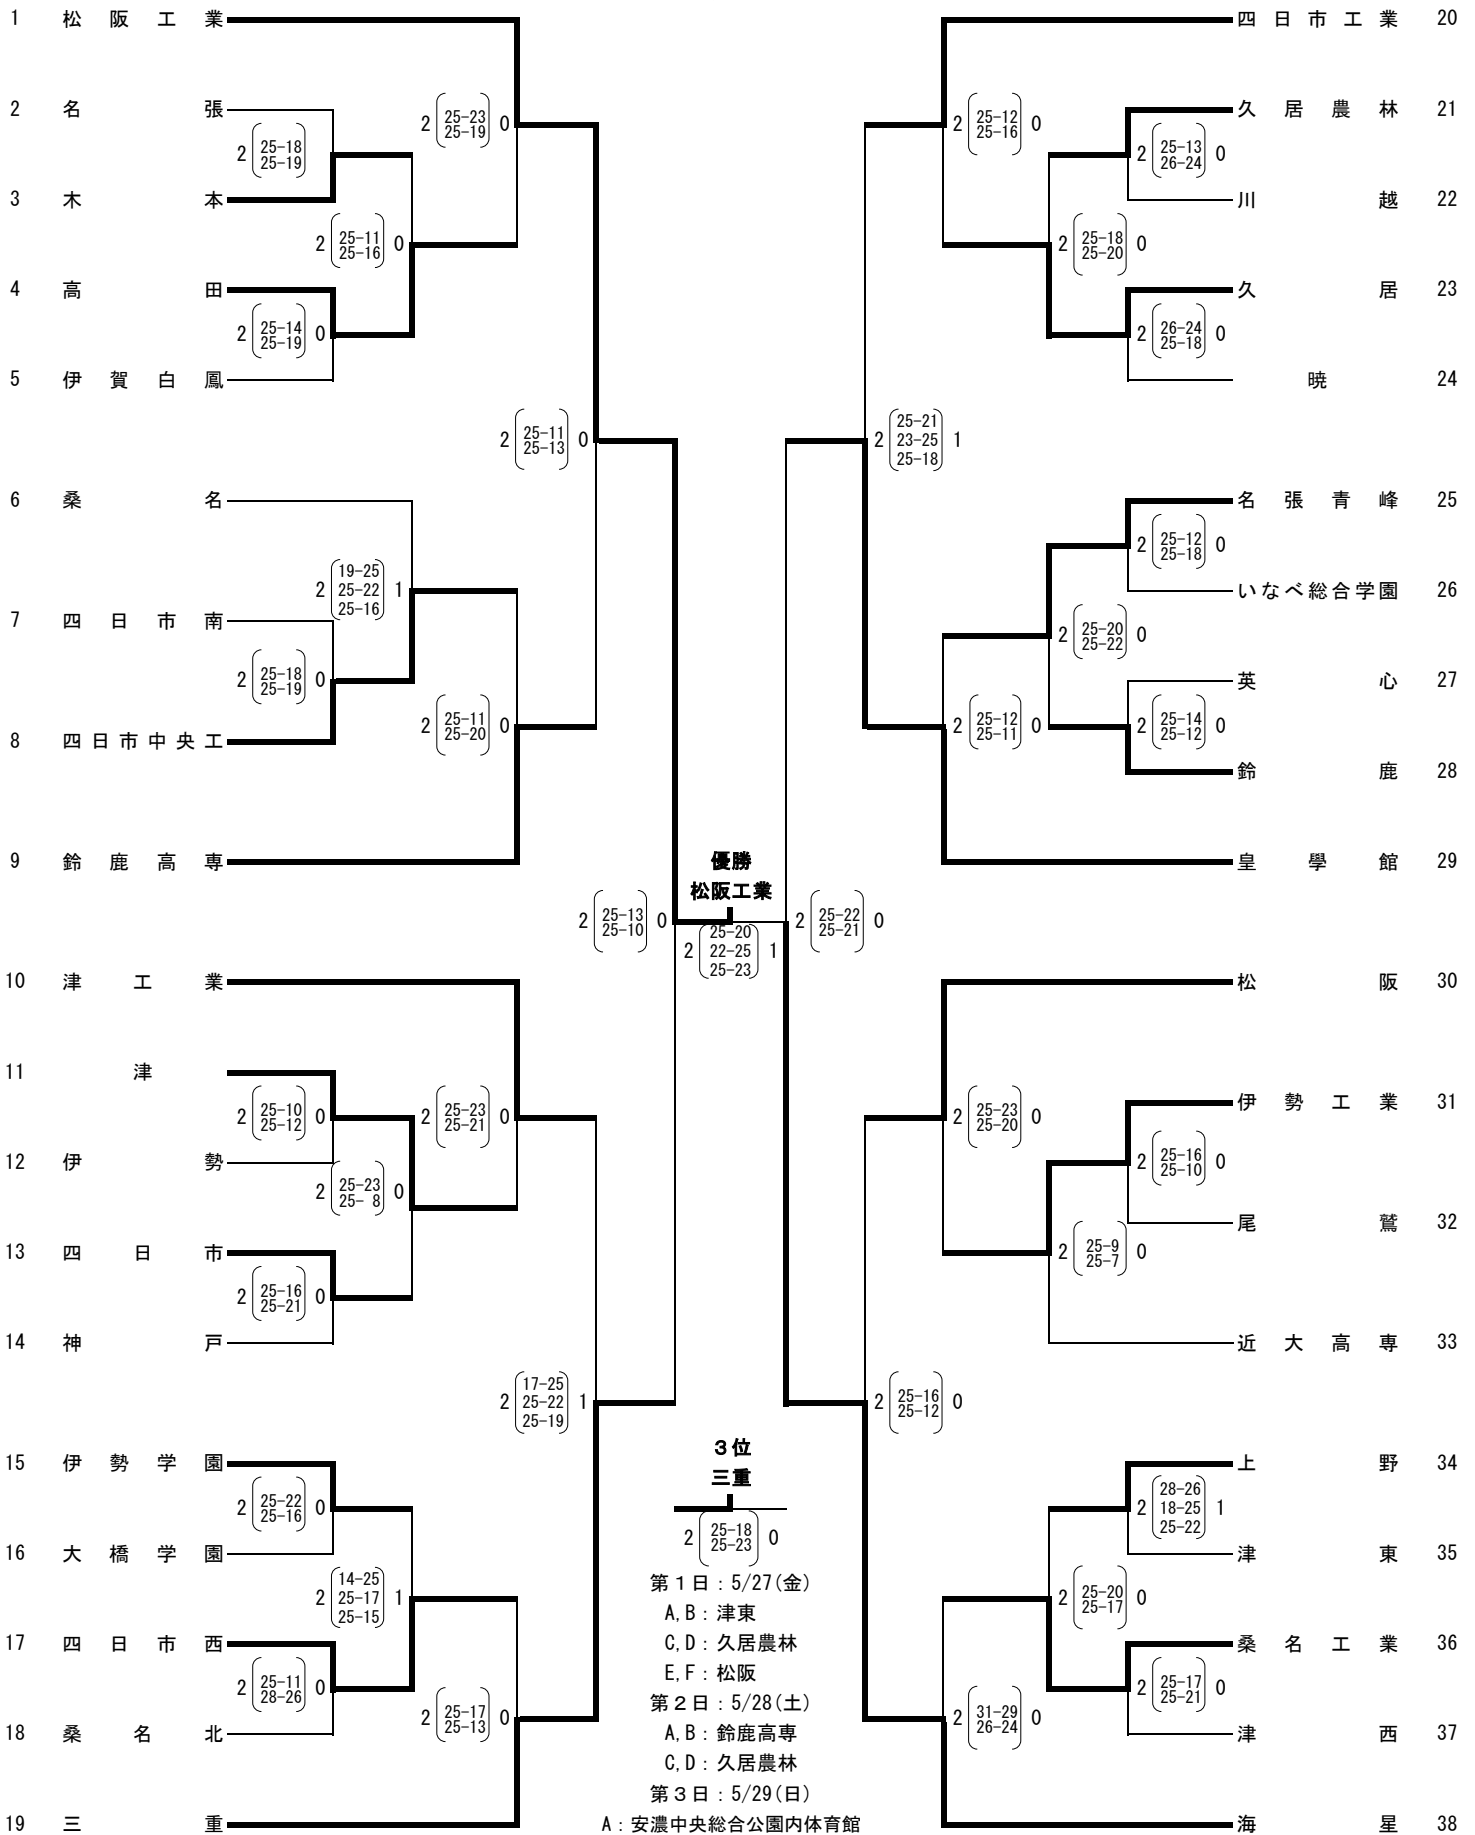 1 松阪工業
2 名張
2 25-18 25-19
3 木本
2 25-11 25-16 0
4 高田
2 25-14 25-19 0
5 伊賀白鳳
2 25-23 25-19 0
6 桑名
2 19-25 25-22 25-16 1
7 四日市南
2 25-18 25-19 0
8 四日市中央工
2 25-11 25-20 0
9 鈴鹿高専
2 25-11 25-13 0
10 津工業
11 津
2 25-10 25-12 0
12 伊勢
2 25-23 25-21 0
2 25-23 25- 8 0
13 四日市
2 25-16 25-21 0
14 神戸
2 17-25 25-22 25-19 1
15 伊勢学園
2 25-22 25-16 0
16 大橋学園
2 14-25 25-17 25-15 1
17 四日市西
2 25-11 28-26 0
18 桑名北
2 25-17 25-13 0
19 三重
2 25-13 25-10 0
優勝
松阪工業
2 25-20 22-25 25-23 1
2 25-22 25-21 0
3位
三重
2 25-18 25-23 0
第1日:5/27(金)
A,B:津東
C,D:久居農林
E,F:松阪
第2日:5/28(土)
A,B:鈴鹿高専
C,D:久居農林
第3日:5/29(日)
A:安濃中央総合公園内体育館
四日市工業 20
2 25-12 25-16 0
久居農林 21
2 25-13 26-24 0
川越 22
2 25-18 25-20 0
久居 23
2 26-24 25-18 0
暁 24
2 25-21 23-25 25-18 1
名張青峰 25
2 25-12 25-18 0
いなべ総合学園 26
2 25-20 25-22 0
英心 27
2 25-14 25-12 0
鈴鹿 28
2 25-12 25-11 0
皇學館 29
松阪 30
2 25-23 25-20 0
伊勢工業 31
2 25-16 25-10 0
尾鷲 32
2 25-9 25-7 0
近大高専 33
2 25-16 25-12 0
上野 34
2 28-26 18-25 25-22 1
津東 35
2 25-20 25-17 0
桑名工業 36
2 25-17 25-21 0
津西 37
2 31-29 26-24 0
海星 38